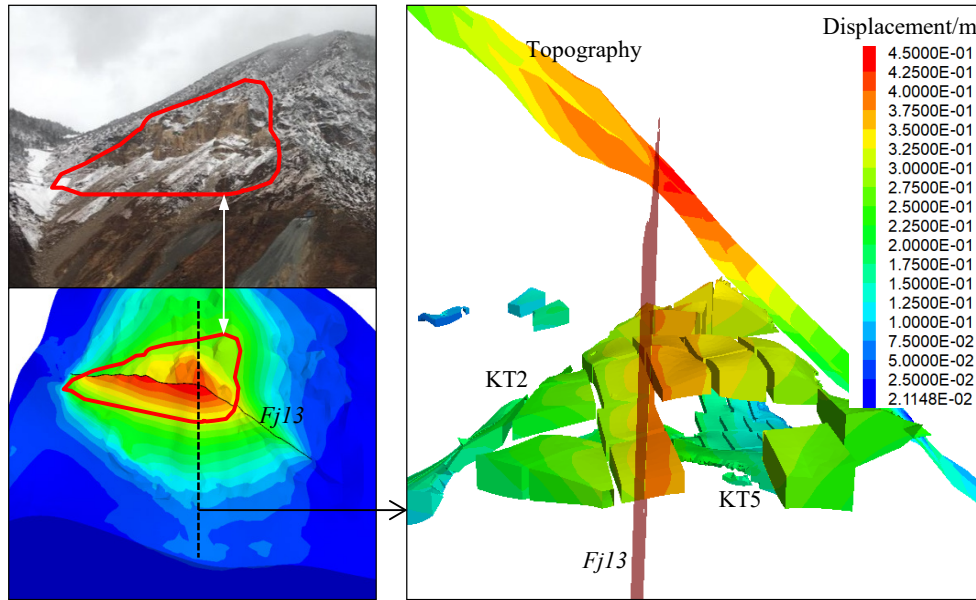 Displacement/m
Topography
4.5000E-01
4.2500E-01
3.7500E-01
3.5000E-01
3.2500E-01
3.0000E-01
2.7500E-01
2.5000E-01
2.2500E-01
2.0000E-01
1.7500E-01
1.5000E-01
1.2500E-01
1.0000E-01
7.5000E-02
5.0000E-02
2.5000E-02
2.1148E-02
KT2
Fj13
KT5
Fj13